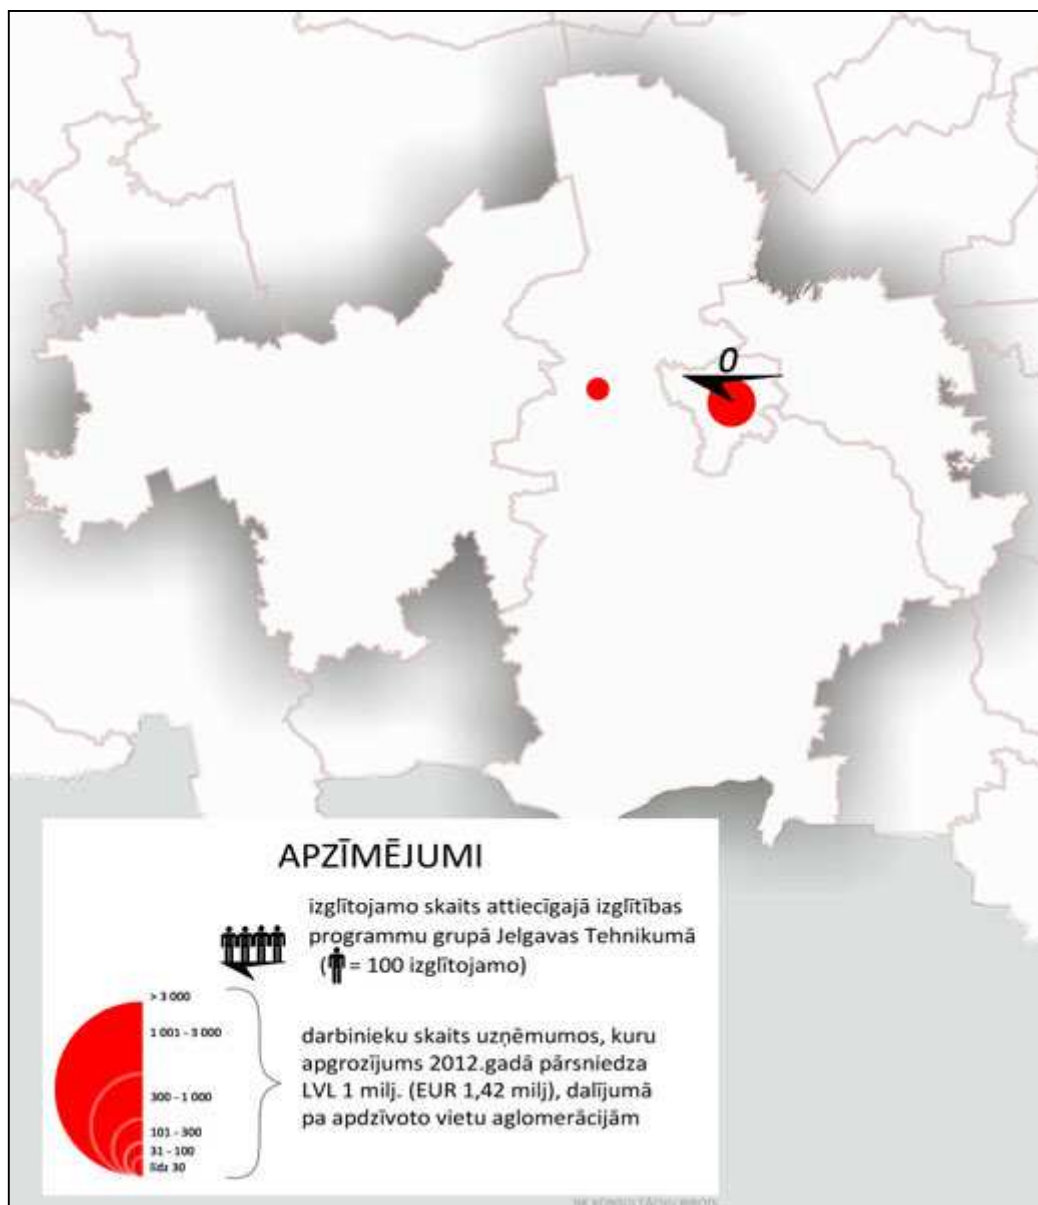 0
APZĪMĒJUMI
izglītojamo skaits attiecīgajā izglītības
programmu grupā Jelgavas Tehnikumā
(= 100 izglītojamo)
> 3 000
1 001 - 3 000
300 - 1 000
101 - 300
31 - 100
līdz 30
darbinieku skaits uzņēmumos, kuru
apgrozījums 2012.gadā pārsniedza
LVL 1 milj. (EUR 1,42 milj), dalījumā
pa apdzīvoto vietu aglomerācijām